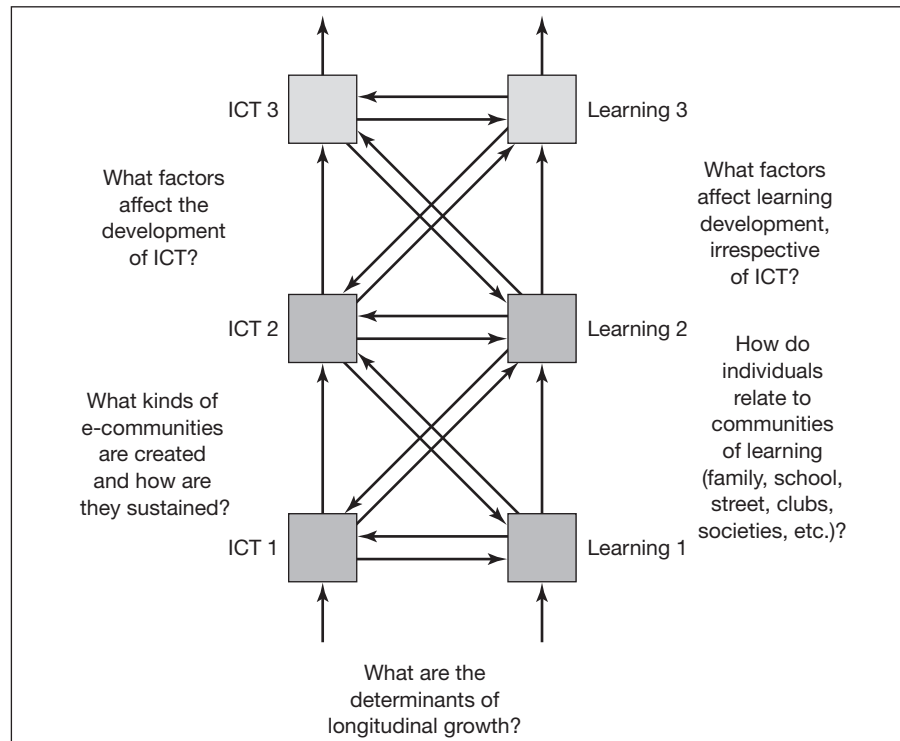 ICT 3
Learning 3
What factors
affect the
development
of ICT?
What factors
affect learning
development,
irrespective
of ICT?
ICT 2
Learning 2
What kinds of
e-communities
are created
and how are
they sustained?
How do
individuals
relate to
communities
of learning
(family, school,
street, clubs,
societies, etc.)?
ICT 1
Learning 1
What are the
determinants of
longitudinal growth?